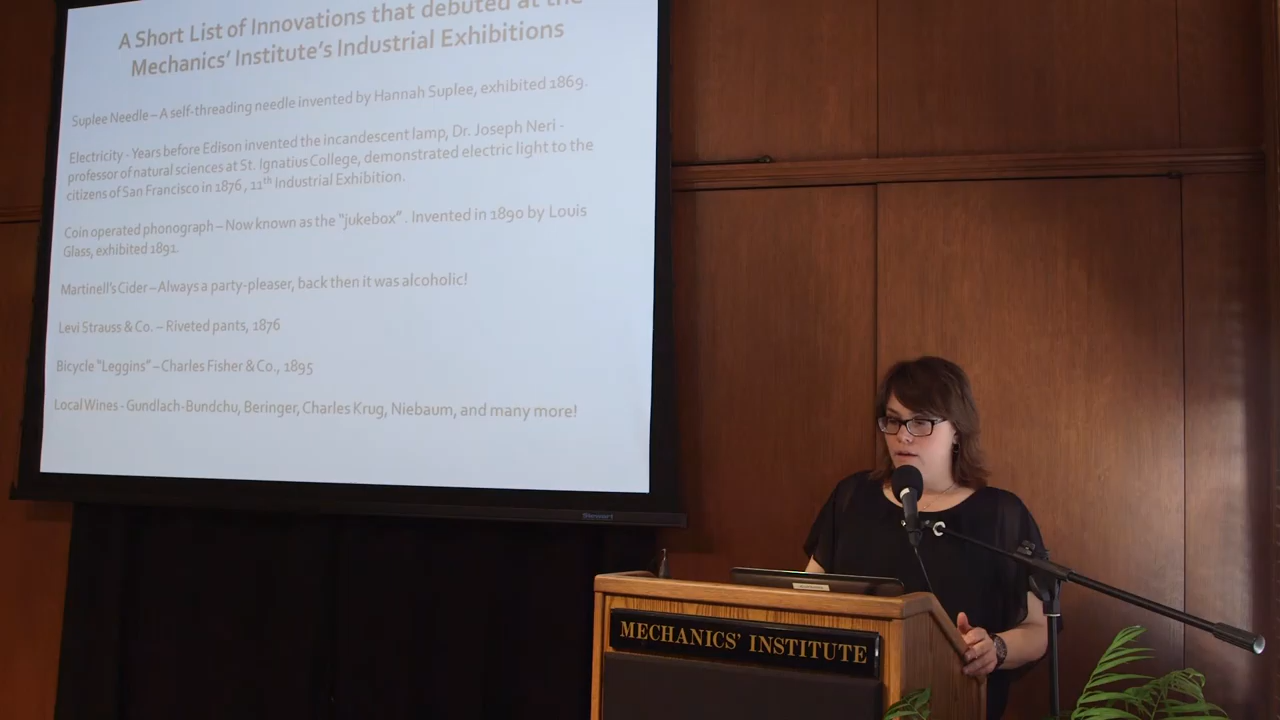 A Short List of Innovations that debuted at the
Mechanics' Institute's Industrial Exhibitions
Suplee Needle – A self-threading needle invented by Hannah Suplee, exhibited 1869.
Electricity - Years before Edison invented the incandescent lamp, Dr. Joseph Neri -
professor of natural sciences at St. Ignatius College, demonstrated electric light to the
citizens of San Francisco in 1876, 11th Industrial Exhibition.
Coin operated phonograph – Now known as the "jukebox" . Invented in 1890 by Louis
Glass, exhibited 1891.
Martinell's Cider – Always a party-pleaser, back then it was alcoholic!
Levi Strauss & Co. – Riveted pants, 1876
Bicycle "Leggins" – Charles Fisher & Co., 1895
Local Wines - Gundlach-Bundchu, Beringer, Charles Krug, Niebaum, and many more!
Stewart
MECHANICS' INSTITUTE